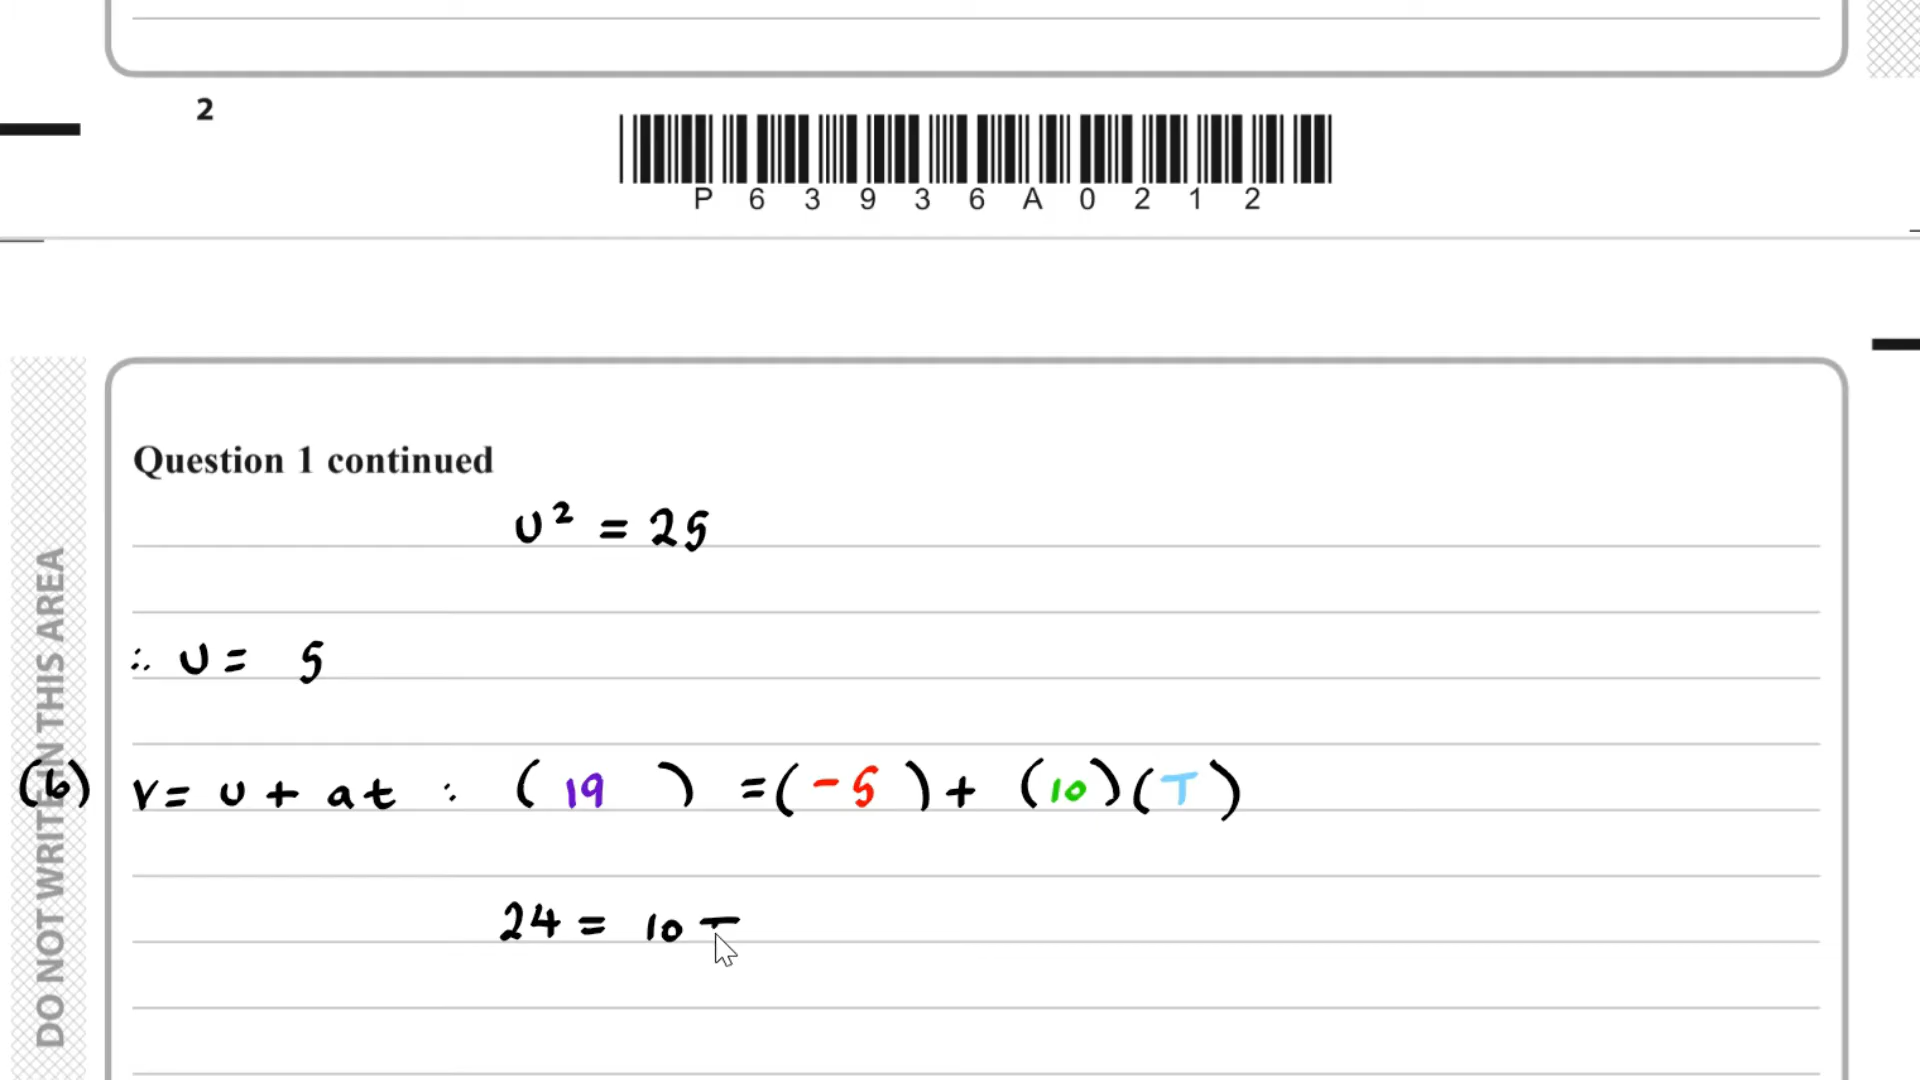 2
P 6 3 9 3 6 A 0 2 1 2
DO NOT WRITE IN THIS AREA
Question 1 continued
U² = 25
∴ U = 5
(b) v = u + at : ( 19 ) = ( -5 ) + (10)(T)
24 = 10 T